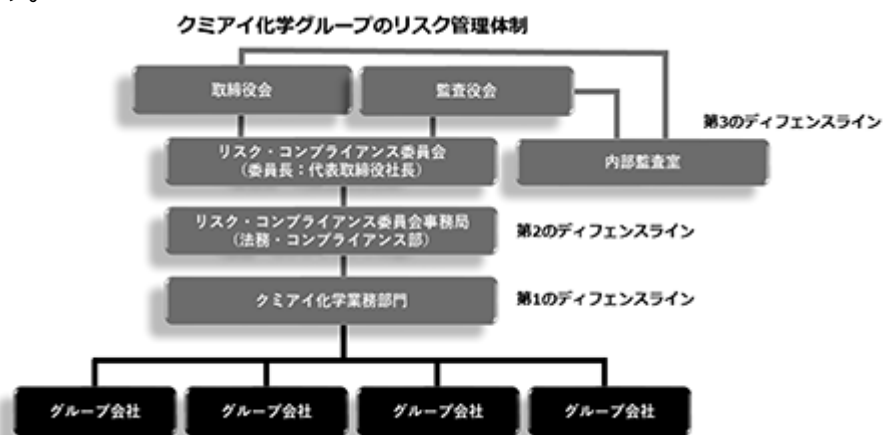 す。
クミアイ化学グループのリスク管理体制
取締役会
監査役会
第3のディフェンスライン
リスク・コンプライアンス委員会
(委員長：代表取締役社長)
内部監査室
リスク・コンプライアンス委員会事務局
(法務・コンプライアンス部)
第2のディフェンスライン
クミアイ化学業務部門
第1のディフェンスライン
グループ会社
グループ会社
グループ会社
グループ会社